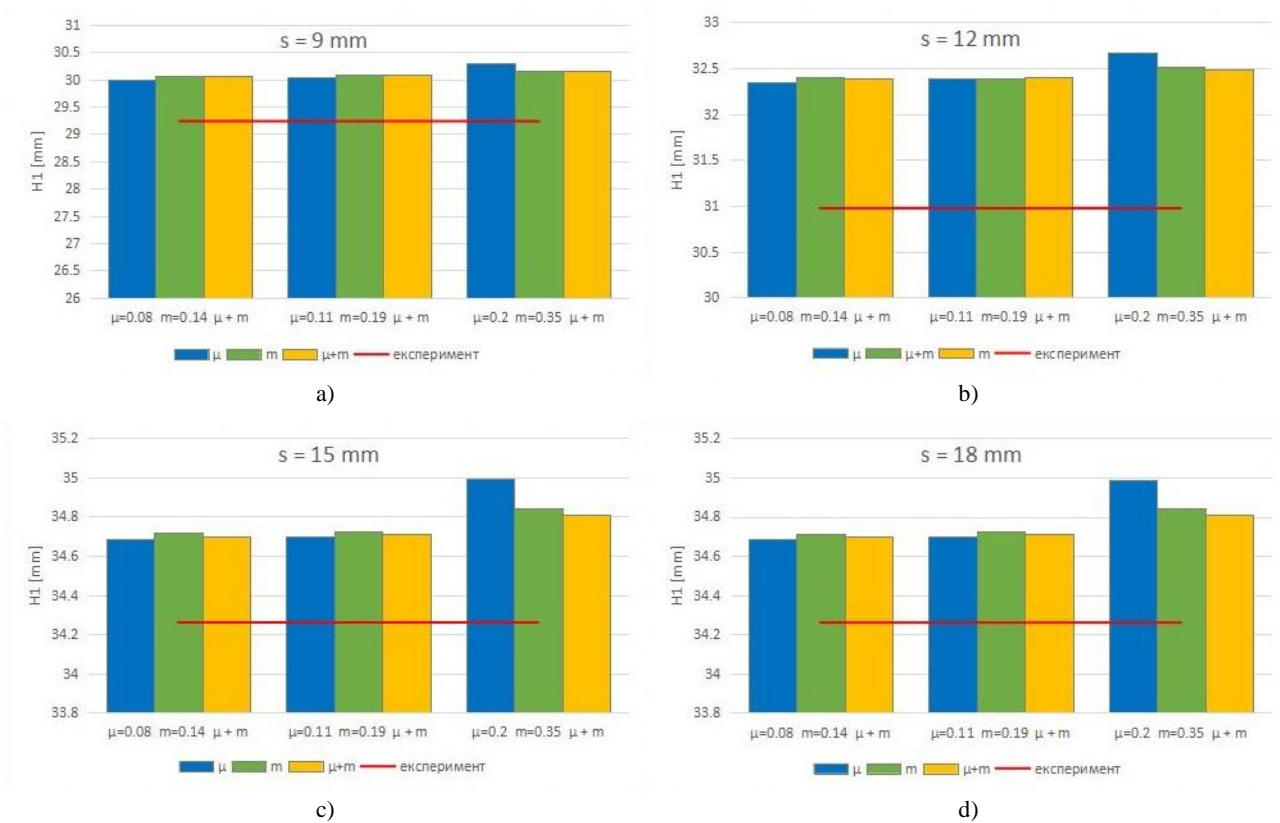 s = 9 mm
31
30.5
30
29.5
29
28.5
28
27.5
27
26.5
26
H1 [mm]
μ=0.08 m=0.14 μ + m μ=0.11 m=0.19 μ + m μ=0.2 m=0.35 μ + m
μ m μ+m експеримент
a)
s = 12 mm
33
32.5
32
31.5
31
30.5
30
H1 [mm]
μ=0.08 m=0.14 μ + m μ=0.11 m=0.19 μ + m μ=0.2 m=0.35 μ + m
μ μ+m m експеримент
b)
s = 15 mm
35.2
35
34.8
34.6
34.4
34.2
34
33.8
H1 [mm]
μ=0.08 m=0.14 μ + m μ=0.11 m=0.19 μ + m μ=0.2 m=0.35 μ + m
μ m μ+m експеримент
c)
s = 18 mm
35.2
35
34.8
34.6
34.4
34.2
34
33.8
H1 [mm]
μ=0.08 m=0.14 μ + m μ=0.11 m=0.19 μ + m μ=0.2 m=0.35 μ + m
μ m μ+m експеримент
d)